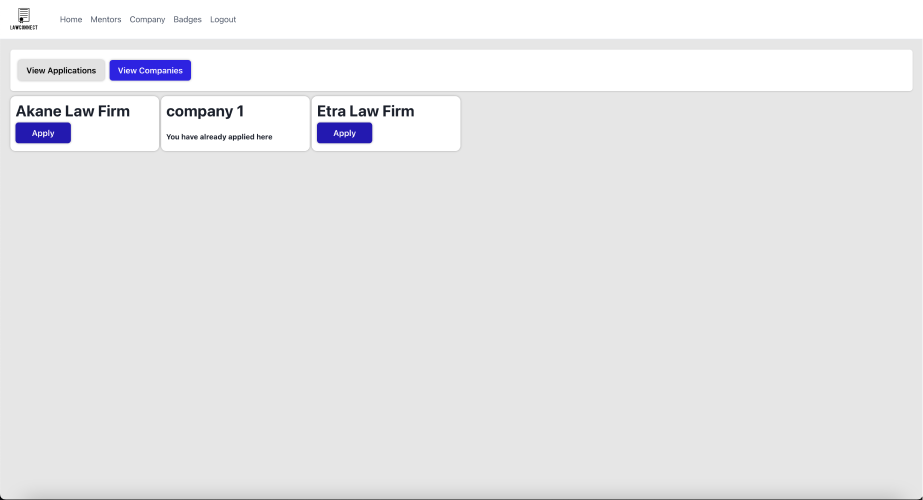 LAWCONNECT
Home Mentors Company Badges Logout
View Applications View Companies
Akane Law Firm
Apply
company 1
You have already applied here
Etra Law Firm
Apply